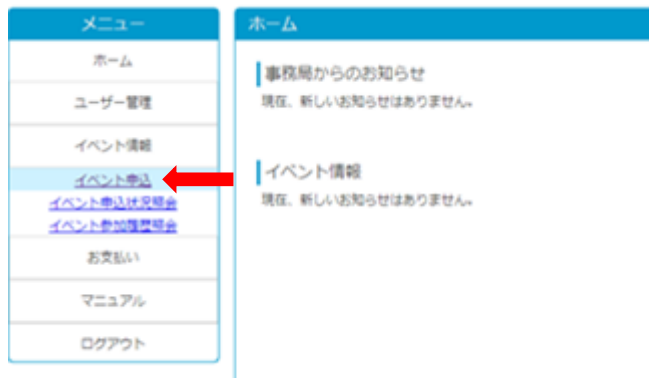 メニュー
ホーム
ユーザー管理
イベント情報
イベント申込
イベント申込状況照会
イベント参加履歴照会
お支払い
マニュアル
ログアウト
ホーム
事務局からのお知らせ
現在、新しいお知らせはありません。
イベント情報
現在、新しいお知らせはありません。